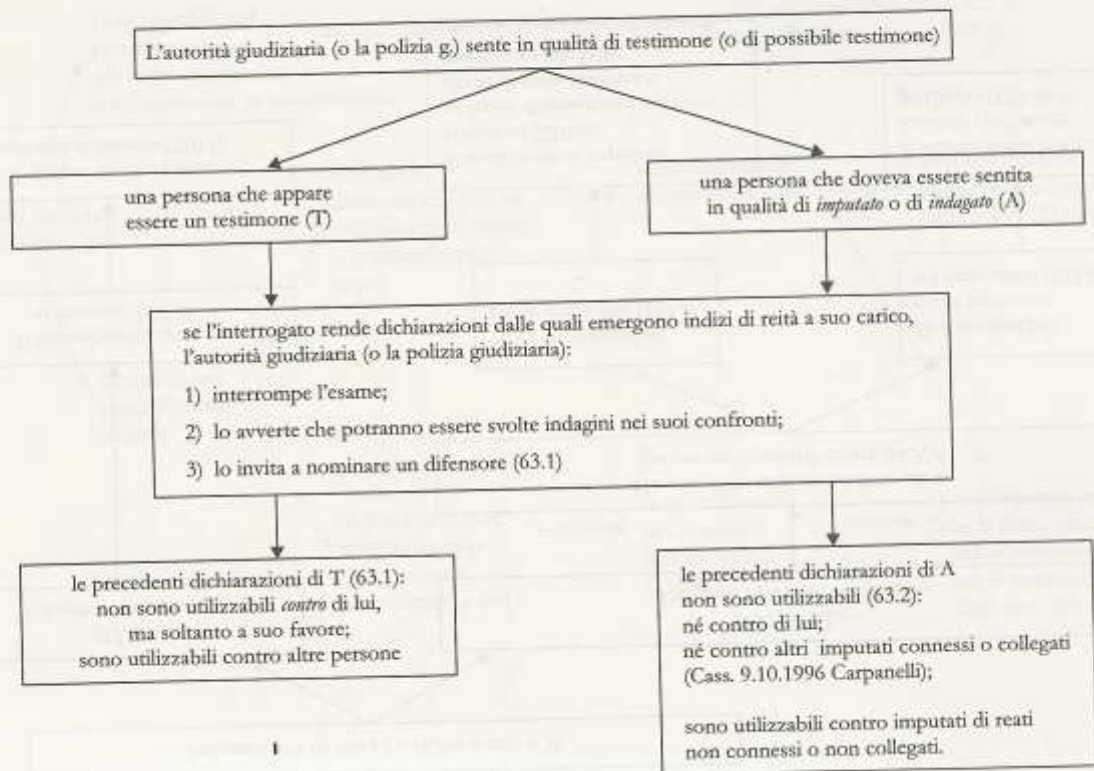 L'autorità giudiziaria (o la polizia g.) sente in qualità di testimone (o di possibile testimone)
una persona che appare
essere un testimone (T)
una persona che doveva essere sentita
in qualità di imputato o di indagato (A)
se l'interrogato rende dichiarazioni dalle quali emergono indizi di reità a suo carico,
l'autorità giudiziaria (o la polizia giudiziaria):
1) interrompe l'esame;
2) lo avverte che potranno essere svolte indagini nei suoi confronti;
3) lo invita a nominare un difensore (63.1)
le precedenti dichiarazioni di T (63.1):
non sono utilizzabili contro di lui,
ma soltanto a suo favore;
sono utilizzabili contro altre persone
le precedenti dichiarazioni di A
non sono utilizzabili (63.2):
né contro di lui;
né contro altri imputati connessi o collegati
(Cass. 9.10.1996 Carpanelli);
sono utilizzabili contro imputati di reati
non connessi o non collegati.